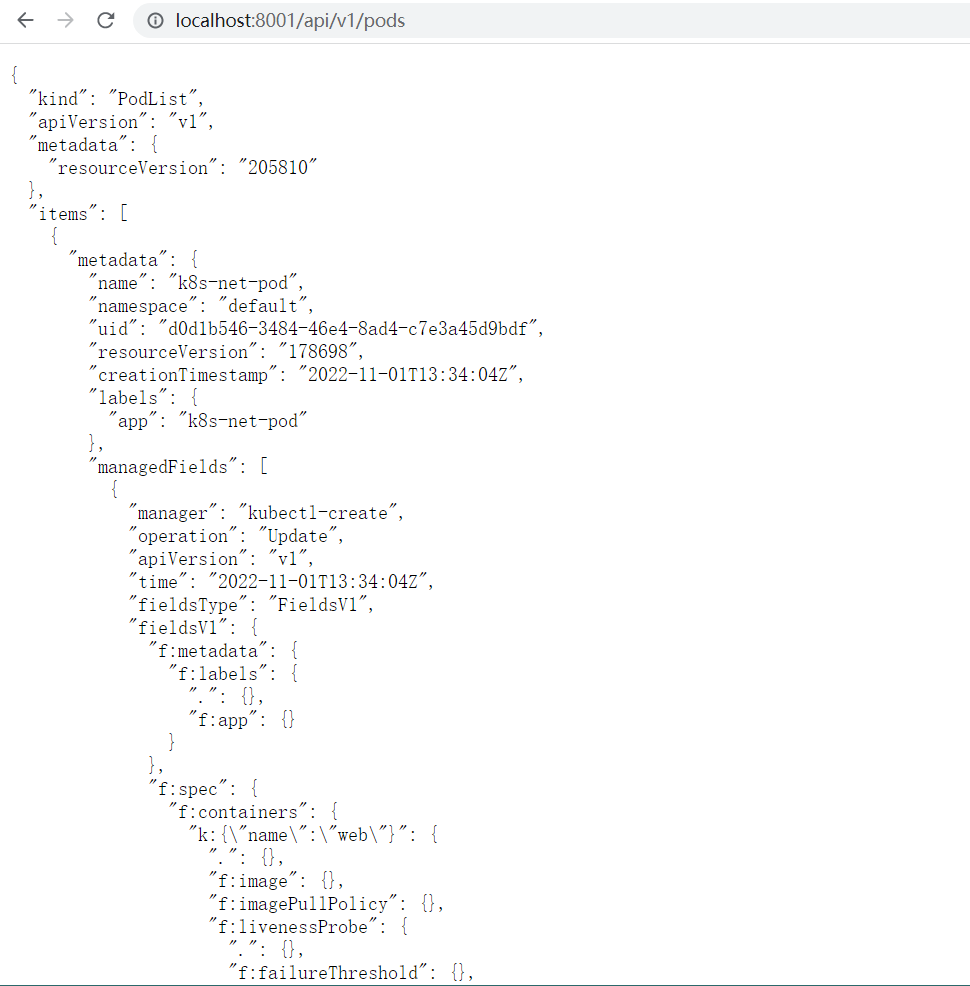 localhost:8001/api/v1/pods
{
  "kind": "PodList",
  "apiVersion": "v1",
  "metadata": {
    "resourceVersion": "205810"
  },
  "items": [
    {
      "metadata": {
        "name": "k8s-net-pod",
        "namespace": "default",
        "uid": "d0d1b546-3484-46e4-8ad4-c7e3a45d9bdf",
        "resourceVersion": "178698",
        "creationTimestamp": "2022-11-01T13:34:04Z",
        "labels": {
          "app": "k8s-net-pod"
        },
        "managedFields": [
          {
            "manager": "kubectl-create",
            "operation": "Update",
            "apiVersion": "v1",
            "time": "2022-11-01T13:34:04Z",
            "fieldsType": "FieldsV1",
            "fieldsV1": {
              "f:metadata": {
                "f:labels": {
                  ".": {},
                  "f:app": {}
                }
              },
              "f:spec": {
                "f:containers": {
                  "k:{\"name\":\"web\"}": {
                    ".": {},
                    "f:image": {},
                    "f:imagePullPolicy": {},
                    "f:livenessProbe": {
                      ".": {},
                      "f:failureThreshold": {},